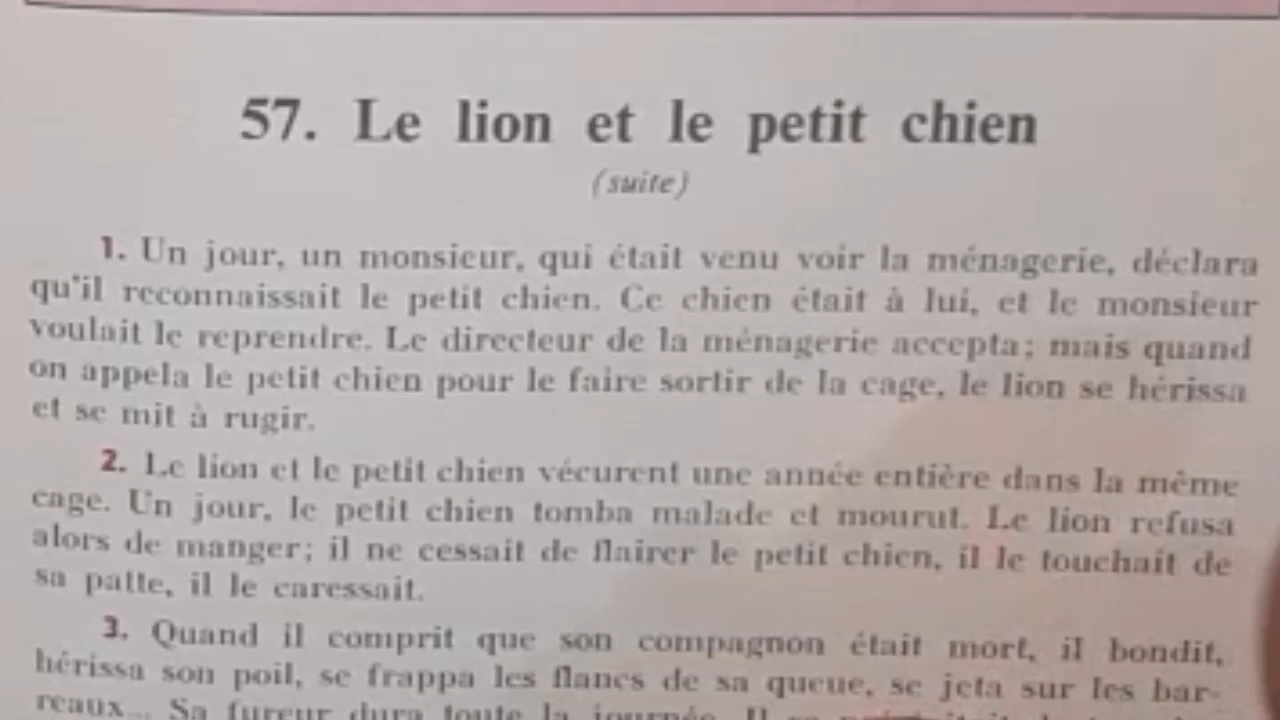 57. Le lion et le petit chien
(suite)
1. Un jour, un monsieur, qui était venu voir la ménagerie, déclara
qu'il reconnaissait le petit chien. Ce chien était à lui, et le monsieur
voulait le reprendre. Le directeur de la ménagerie accepta; mais quand
on appela le petit chien pour le faire sortir de la cage, le lion se hérissa
et se mit à rugir.
2. Le lion et le petit chien vécurent une année entière dans la même
cage. Un jour, le petit chien tomba malade et mourut. Le lion refusa
alors de manger; il ne cessait de flairer le petit chien, il le touchait de
sa patte, il le caressait.
3. Quand il comprit que son compagnon était mort, il bondit,
hérissa son poil, se frappa les flancs de sa queue, se jeta sur les bar-
reaux... Sa fureur dura toute la journée. Il